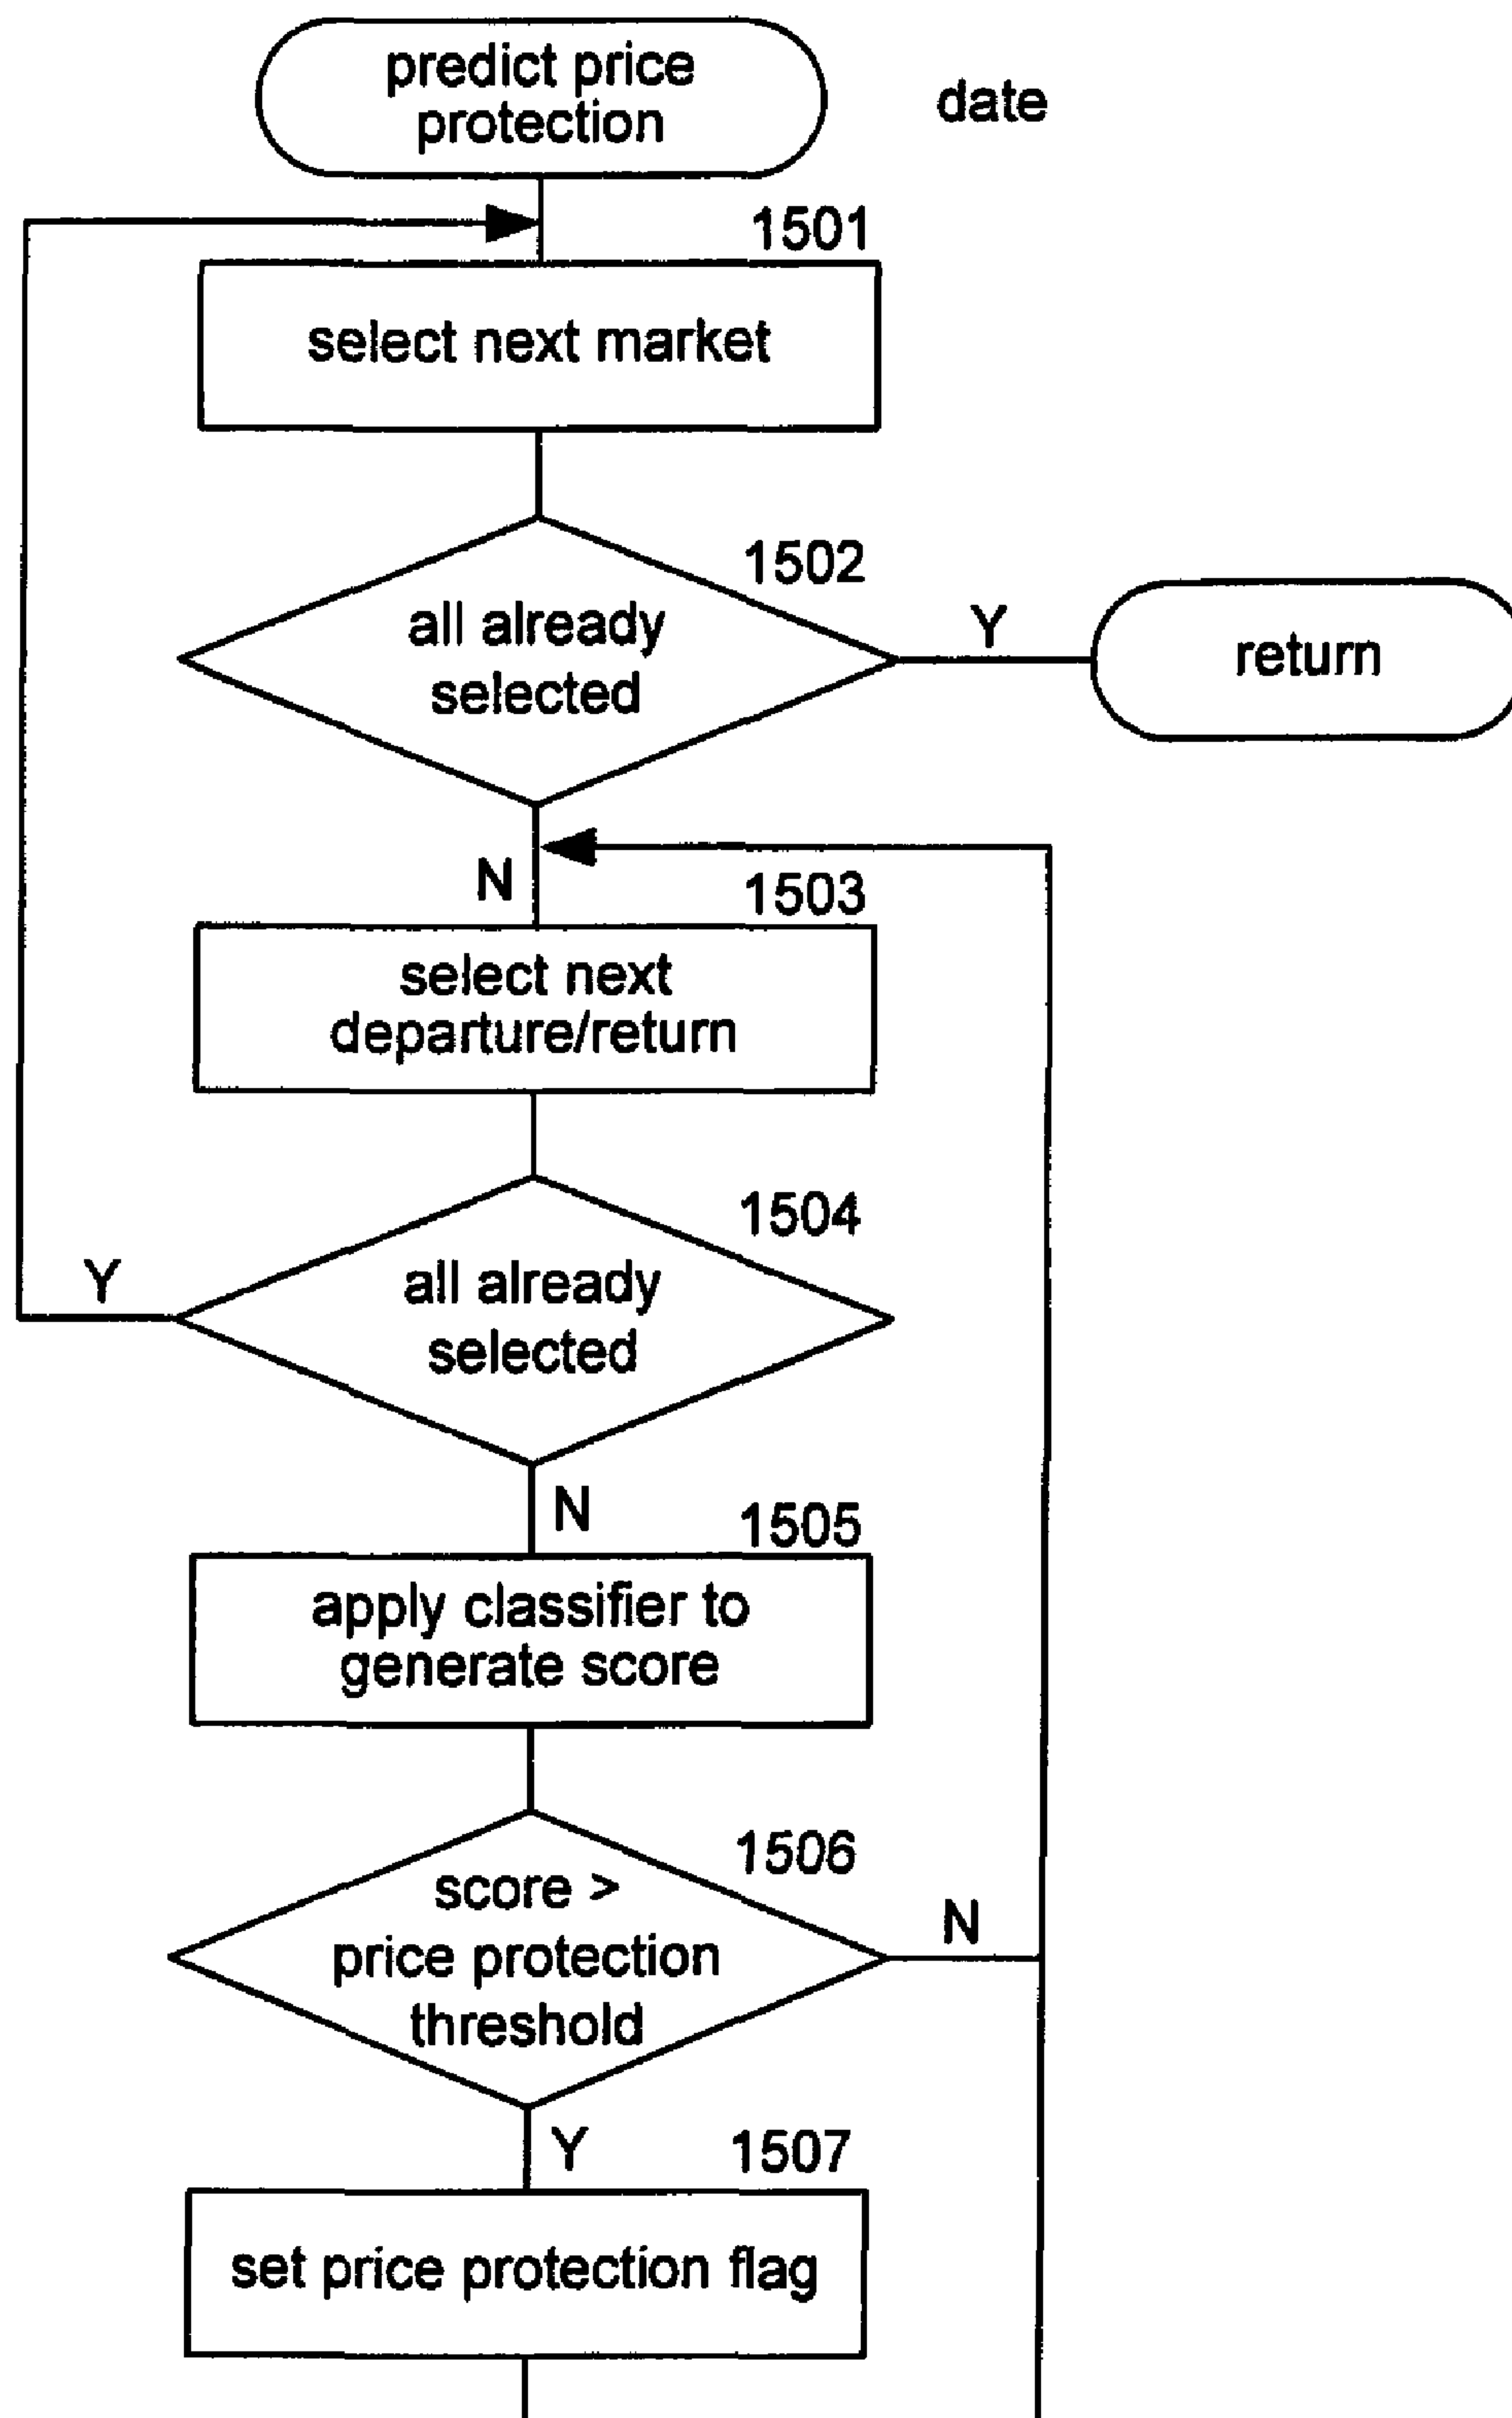 predict price
protection
date
1501
select next market
1502
all already
selected
Y
return
N
1503
select next
departure/return
1504
Y
all already
selected
N
1505
apply classifier to
generate score
1506
score >
price protection
threshold
N
Y
1507
set price protection flag